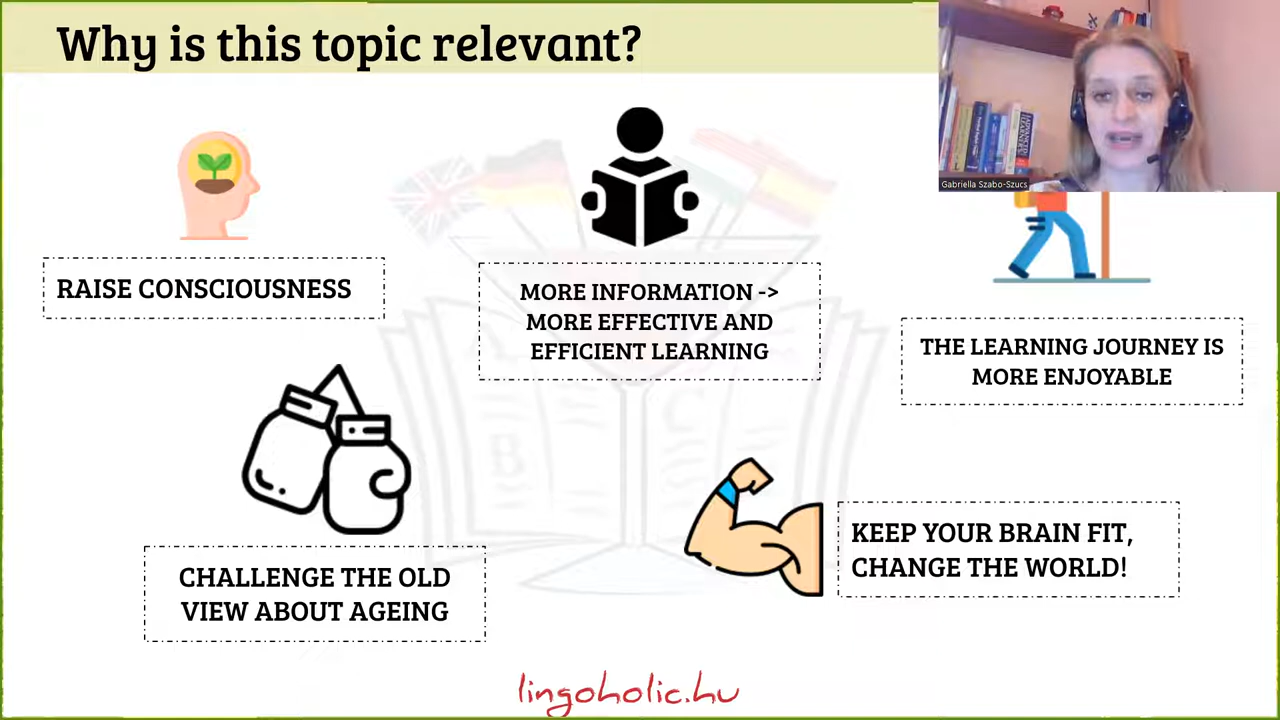 Why is this topic relevant?
Gabriella Szabo-Szucs
RAISE CONSCIOUSNESS
MORE INFORMATION ->
MORE EFFECTIVE AND
EFFICIENT LEARNING
THE LEARNING JOURNEY IS
MORE ENJOYABLE
CHALLENGE THE OLD
VIEW ABOUT AGEING
KEEP YOUR BRAIN FIT,
CHANGE THE WORLD!
B
C
lingoholic.hu